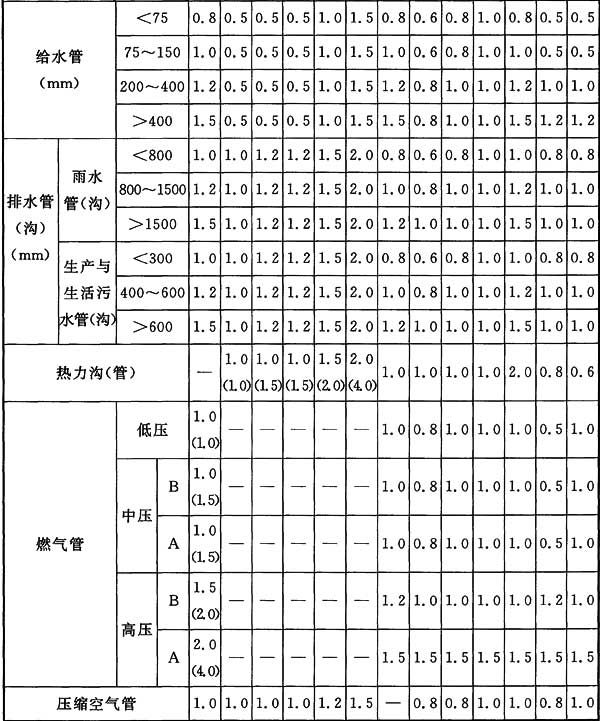 给水管
(mm)
<75 0.8 0.5 0.5 0.5 1.0 1.5 0.8 0.6 0.8 1.0 0.8 0.5 0.5
75～150 1.0 0.5 0.5 0.5 1.0 1.5 1.0 0.6 0.8 1.0 1.0 0.5 0.5
200～400 1.2 0.5 0.5 0.5 1.0 1.5 1.2 0.8 1.0 1.0 1.2 1.0 1.0
>400 1.5 0.5 0.5 0.5 1.0 1.5 1.5 0.8 1.0 1.0 1.5 1.2 1.2
排水管
(沟)
(mm)
雨水
管(沟)
<800 1.0 1.0 1.2 1.2 1.5 2.0 0.8 0.6 0.8 1.0 1.0 0.8 0.8
800～1500 1.2 1.0 1.2 1.2 1.5 2.0 1.0 0.8 1.0 1.0 1.2 1.0 1.0
>1500 1.5 1.0 1.2 1.2 1.5 2.0 1.2 1.0 1.0 1.0 1.5 1.0 1.0
生产与
生活污
水管(沟)
<300 1.0 1.0 1.2 1.2 1.5 2.0 0.8 0.6 0.8 1.0 1.0 0.8 0.8
400～600 1.2 1.0 1.2 1.2 1.5 2.0 1.0 0.8 1.0 1.0 1.2 1.0 1.0
>600 1.5 1.0 1.2 1.2 1.5 2.0 1.2 1.0 1.0 1.0 1.5 1.0 1.0
热力沟(管) — 1.0 1.0 1.0 1.5 2.0 1.0 1.0 1.0 1.0 2.0 0.8 0.6
(1.0) (1.5) (1.5) (2.0) (4.0)
燃气管
低压 1.0 — — — — — 1.0 0.8 1.0 1.0 1.0 0.5 1.0
(1.0)
中压
B 1.0 — — — — — 1.0 0.8 1.0 1.0 1.0 0.5 1.0
(1.5)
A 1.0 — — — — — 1.0 0.8 1.0 1.0 1.0 0.5 1.0
(1.5)
高压
B 1.5 — — — — — 1.2 1.0 1.0 1.0 1.0 1.2 1.0
(2.0)
A 2.0 — — — — — 1.5 1.5 1.5 1.5 1.5 1.5 1.5
(4.0)
压缩空气管 1.0 1.0 1.0 1.0 1.2 1.5 — 0.8 0.8 1.0 1.0 0.8 1.0